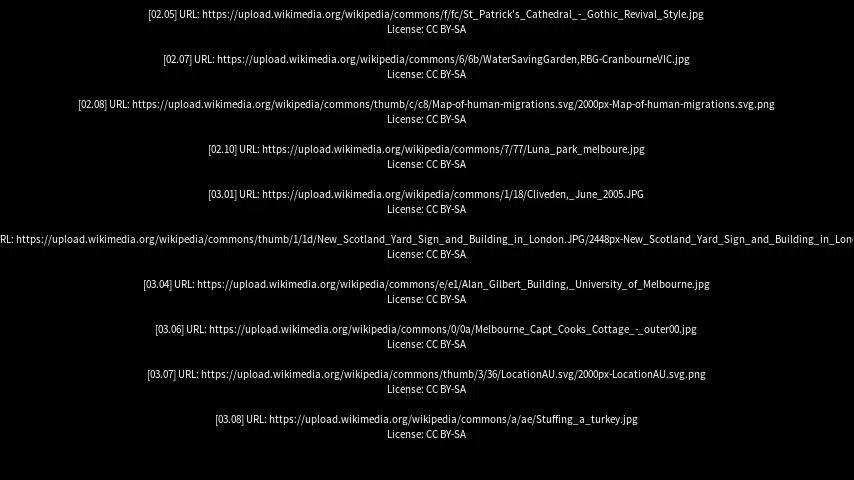 [02.05] URL: https://upload.wikimedia.org/wikipedia/commons/f/fc/St_Patrick's_Cathedral_-_Gothic_Revival_Style.jpg
License: CC BY-SA
[02.07] URL: https://upload.wikimedia.org/wikipedia/commons/6/6b/WaterSavingGarden,RBG-CranbourneVIC.jpg
License: CC BY-SA
[02.08] URL: https://upload.wikimedia.org/wikipedia/commons/thumb/c/c8/Map-of-human-migrations.svg/2000px-Map-of-human-migrations.svg.png
License: CC BY-SA
[02.10] URL: https://upload.wikimedia.org/wikipedia/commons/7/77/Luna_park_melboure.jpg
License: CC BY-SA
[03.01] URL: https://upload.wikimedia.org/wikipedia/commons/1/18/Cliveden,_June_2005.JPG
License: CC BY-SA
RL: https://upload.wikimedia.org/wikipedia/commons/thumb/1/1d/New_Scotland_Yard_Sign_and_Building_in_London.JPG/2448px-New_Scotland_Yard_Sign_and_Building_in_Lon
License: CC BY-SA
[03.04] URL: https://upload.wikimedia.org/wikipedia/commons/e/e1/Alan_Gilbert_Building,_University_of_Melbourne.jpg
License: CC BY-SA
[03.06] URL: https://upload.wikimedia.org/wikipedia/commons/0/0a/Melbourne_Capt_Cooks_Cottage_-_outer00.jpg
License: CC BY-SA
[03.07] URL: https://upload.wikimedia.org/wikipedia/commons/thumb/3/36/LocationAU.svg/2000px-LocationAU.svg.png
License: CC BY-SA
[03.08] URL: https://upload.wikimedia.org/wikipedia/commons/a/ae/Stuffing_a_turkey.jpg
License: CC BY-SA